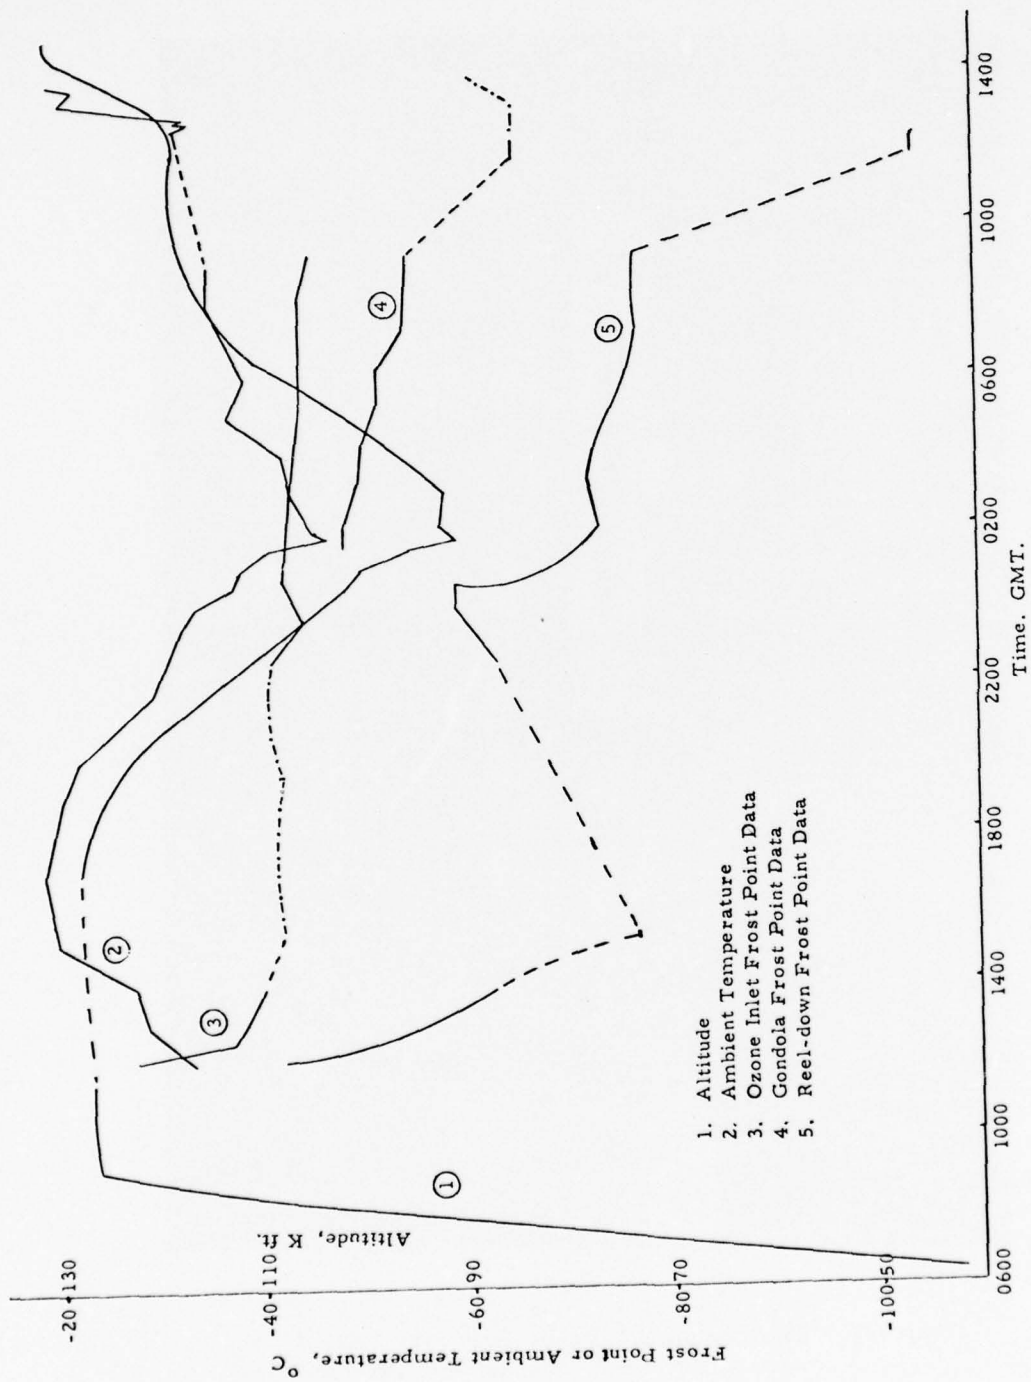 Frost Point or Ambient Temperature, °C
Altitude, K ft.
-20 130
-40 110
-60 90
-80 70
-100 50
1
2
3
4
5
1. Altitude
2. Ambient Temperature
3. Ozone Inlet Frost Point Data
4. Gondola Frost Point Data
5. Reel-down Frost Point Data
0600 1000 1400 1800 2200 0200 0600 1000 1400
Time. GMT.